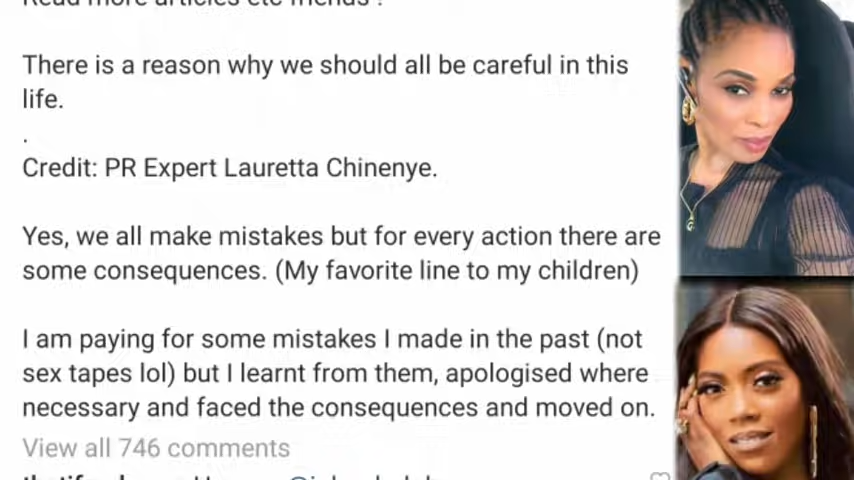 There is a reason why we should all be careful in this
life.
.
Credit: PR Expert Lauretta Chinenye.
Yes, we all make mistakes but for every action there are
some consequences. (My favorite line to my children)
I am paying for some mistakes I made in the past (not
sex tapes lol) but I learnt from them, apologised where
necessary and faced the consequences and moved on.
View all 746 comments